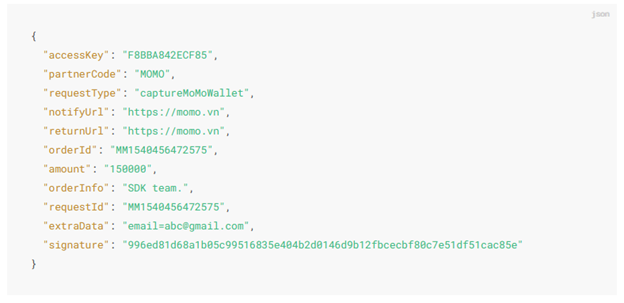 json
{
"accessKey": "F8BBA842ECF85",
"partnerCode": "MOMO",
"requestType": "captureMoMoWallet",
"notifyUrl": "https://momo.vn",
"returnUrl": "https://momo.vn",
"orderId": "MM1540456472575",
"amount": "150000",
"orderInfo": "SDK team.",
"requestId": "MM1540456472575",
"extraData": "email=abc@gmail.com",
"signature": "996ed81d68a1b05c99516835e404b2d0146d9b12fbcecbf80c7e51df51cac85e"
}